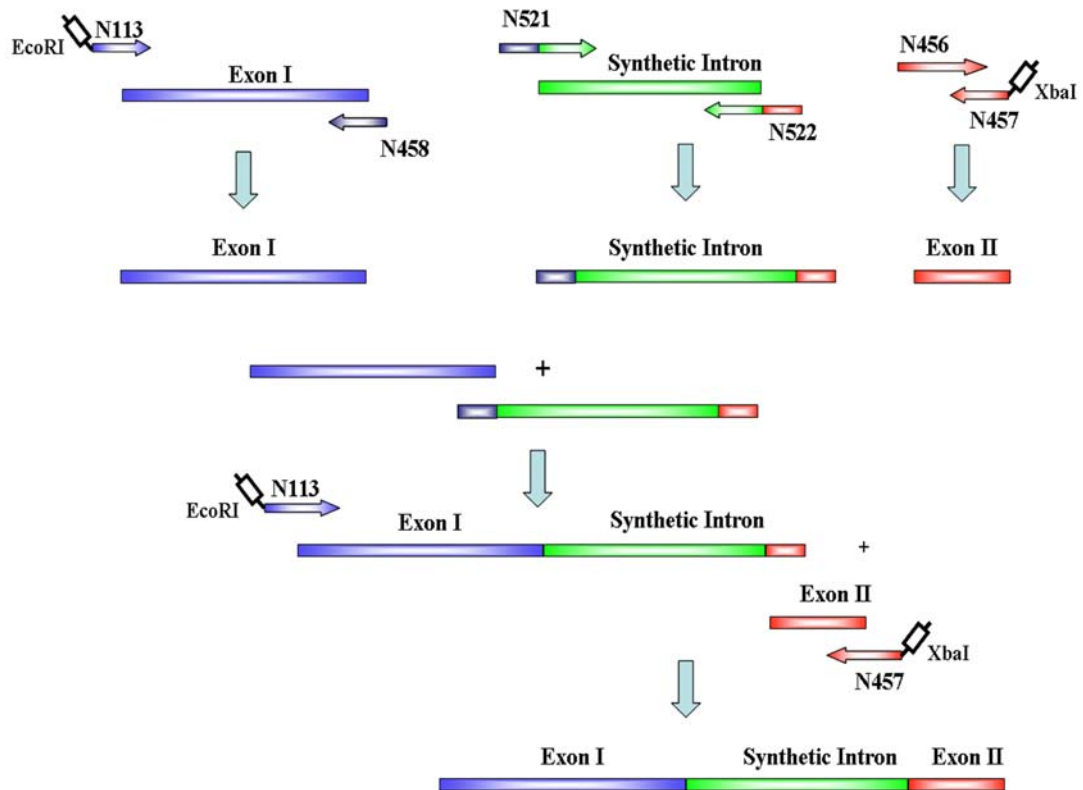 N113
EcoRI
Exon I
N458
N521
Synthetic Intron
N522
N456
XbaI
N457
Exon I
Synthetic Intron
Exon II
+
N113
EcoRI
Exon I
Synthetic Intron
+
Exon II
XbaI
N457
Exon I
Synthetic Intron
Exon II